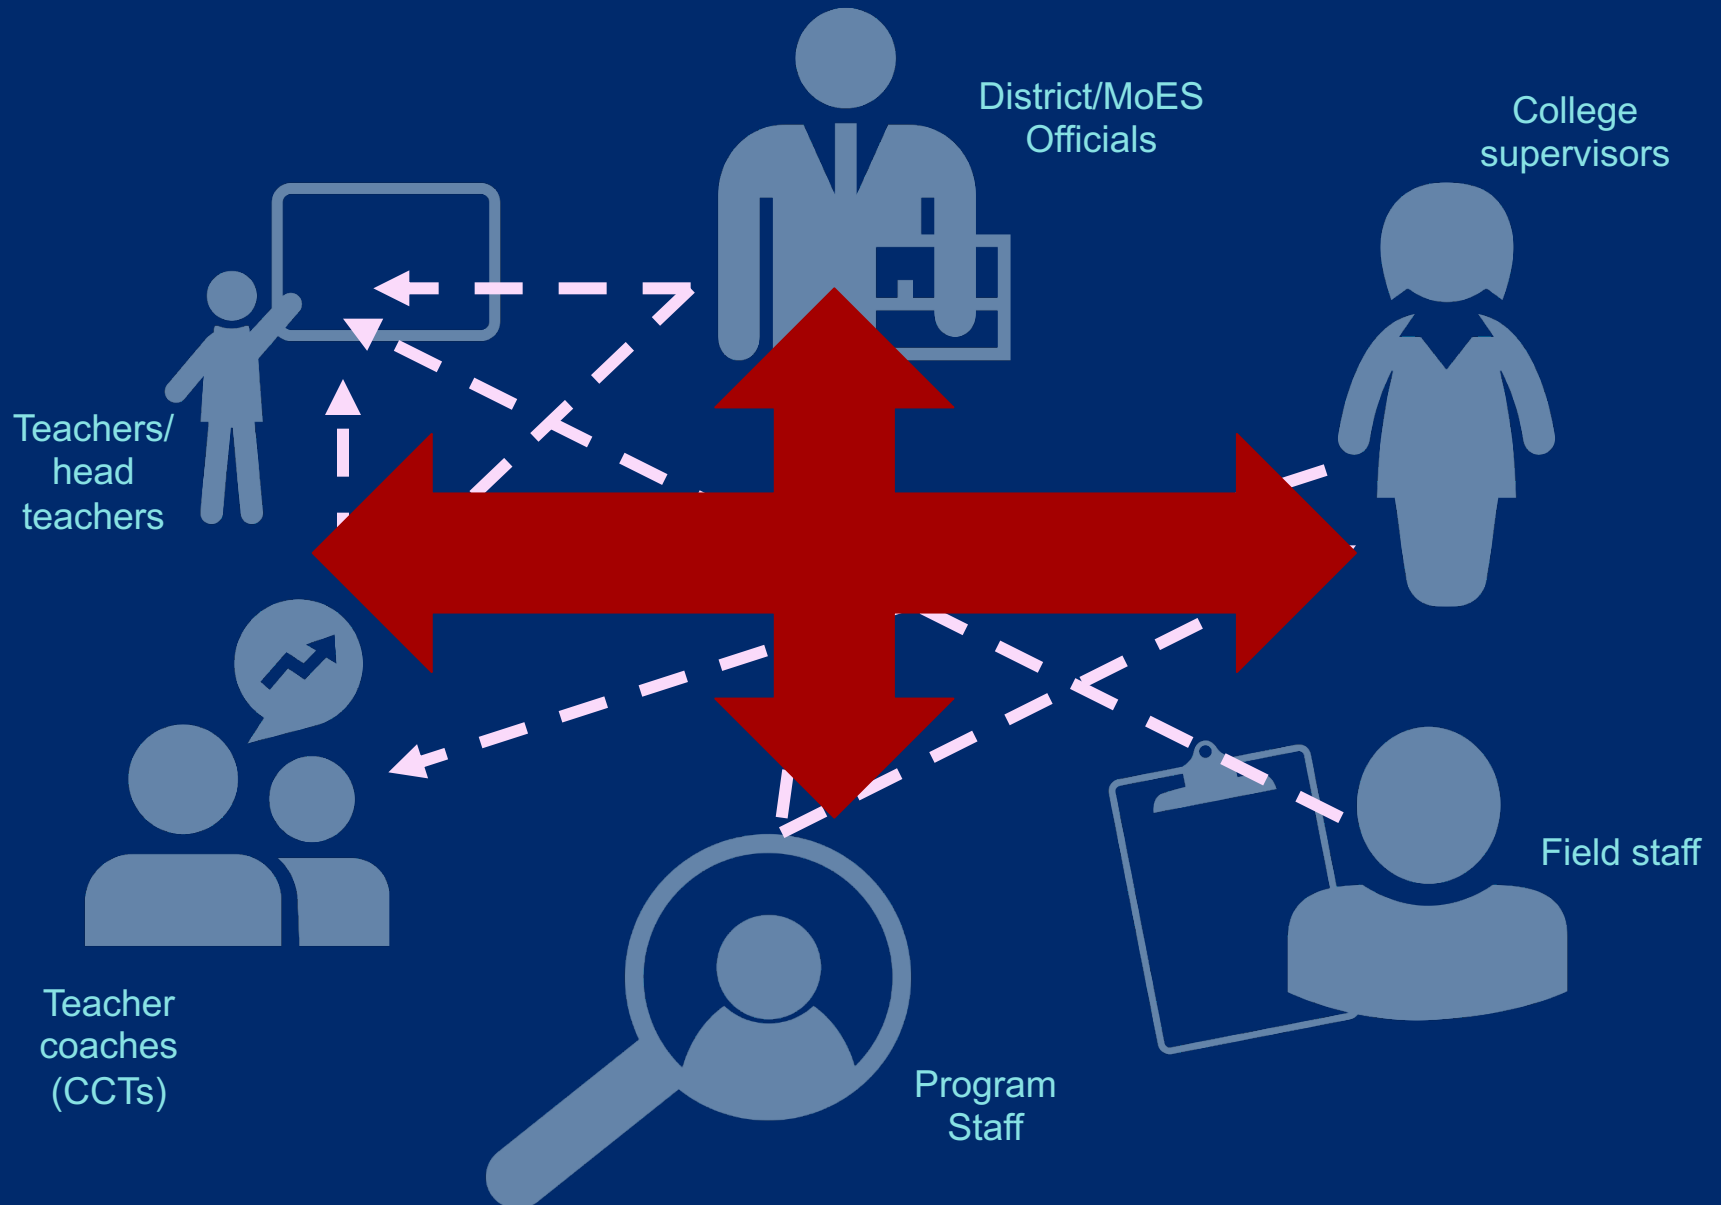 District/MoES
Officials
College
supervisors
Teachers/
head
teachers
Field staff
Teacher
coaches
(CCTs)
Program
Staff